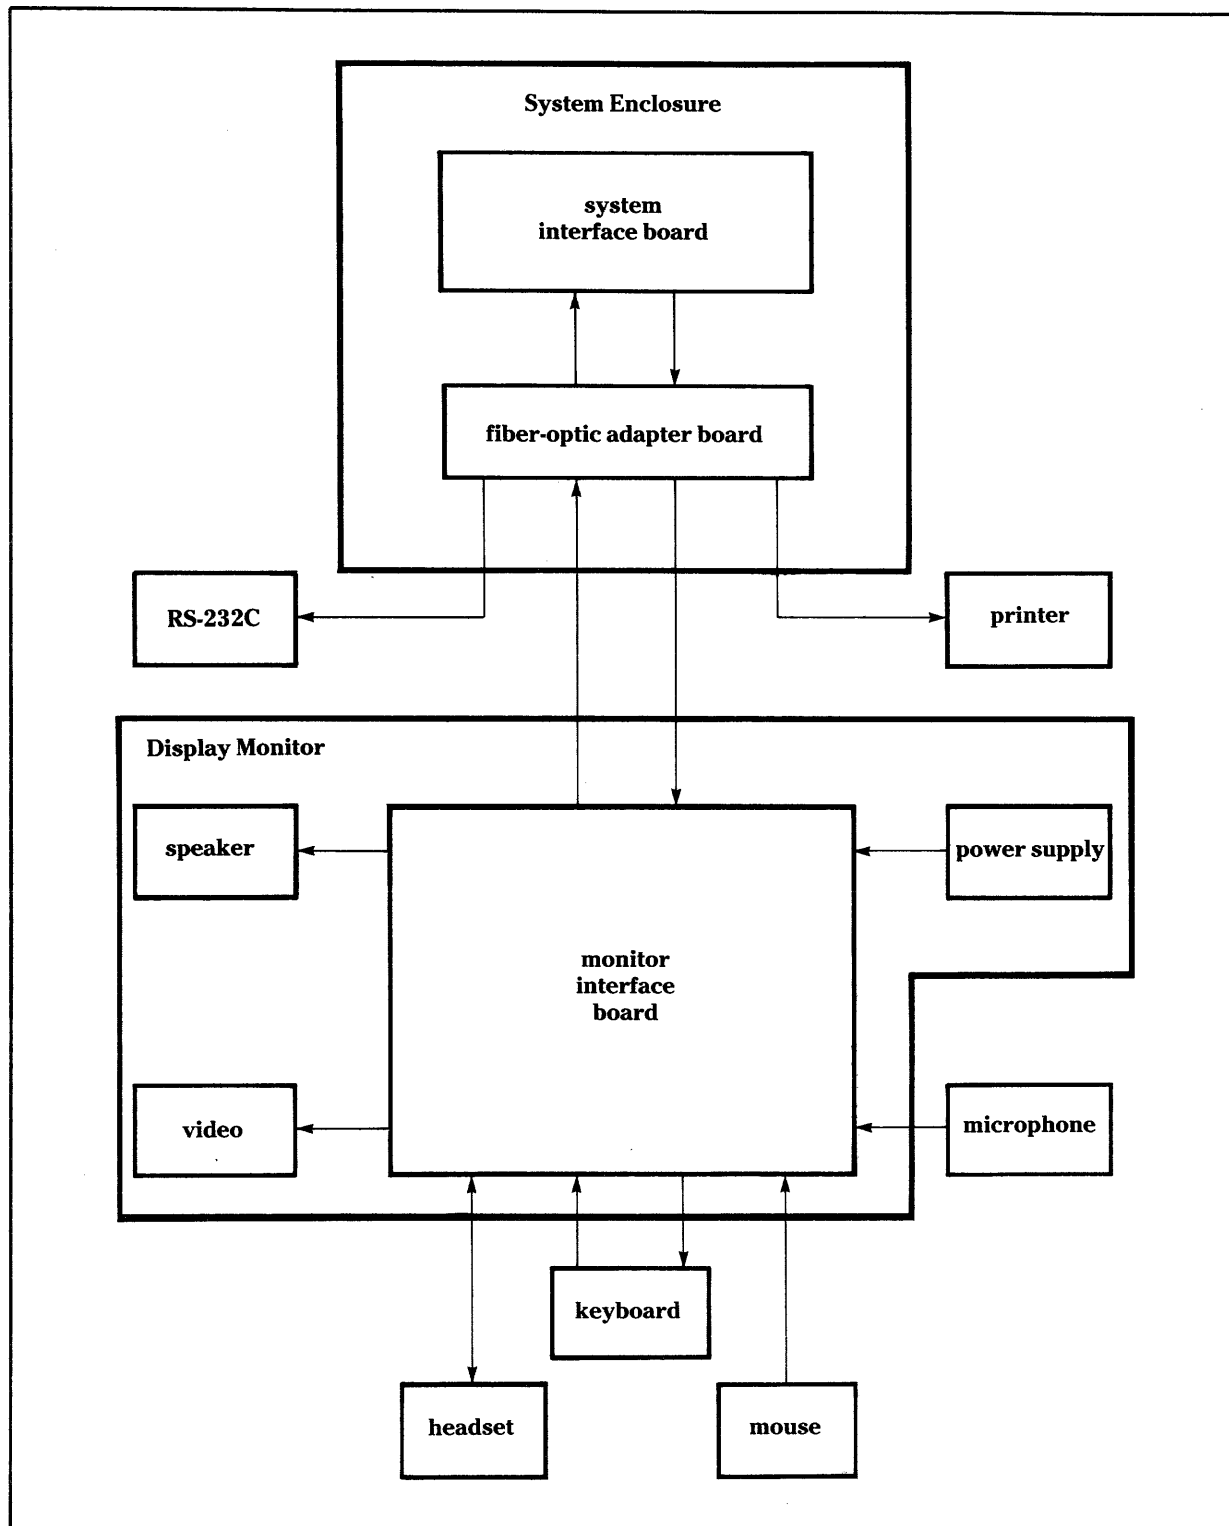 System Enclosure
system
interface board
fiber-optic adapter board
RS-232C
printer
Display Monitor
speaker
power supply
monitor
interface
board
video
microphone
keyboard
headset
mouse